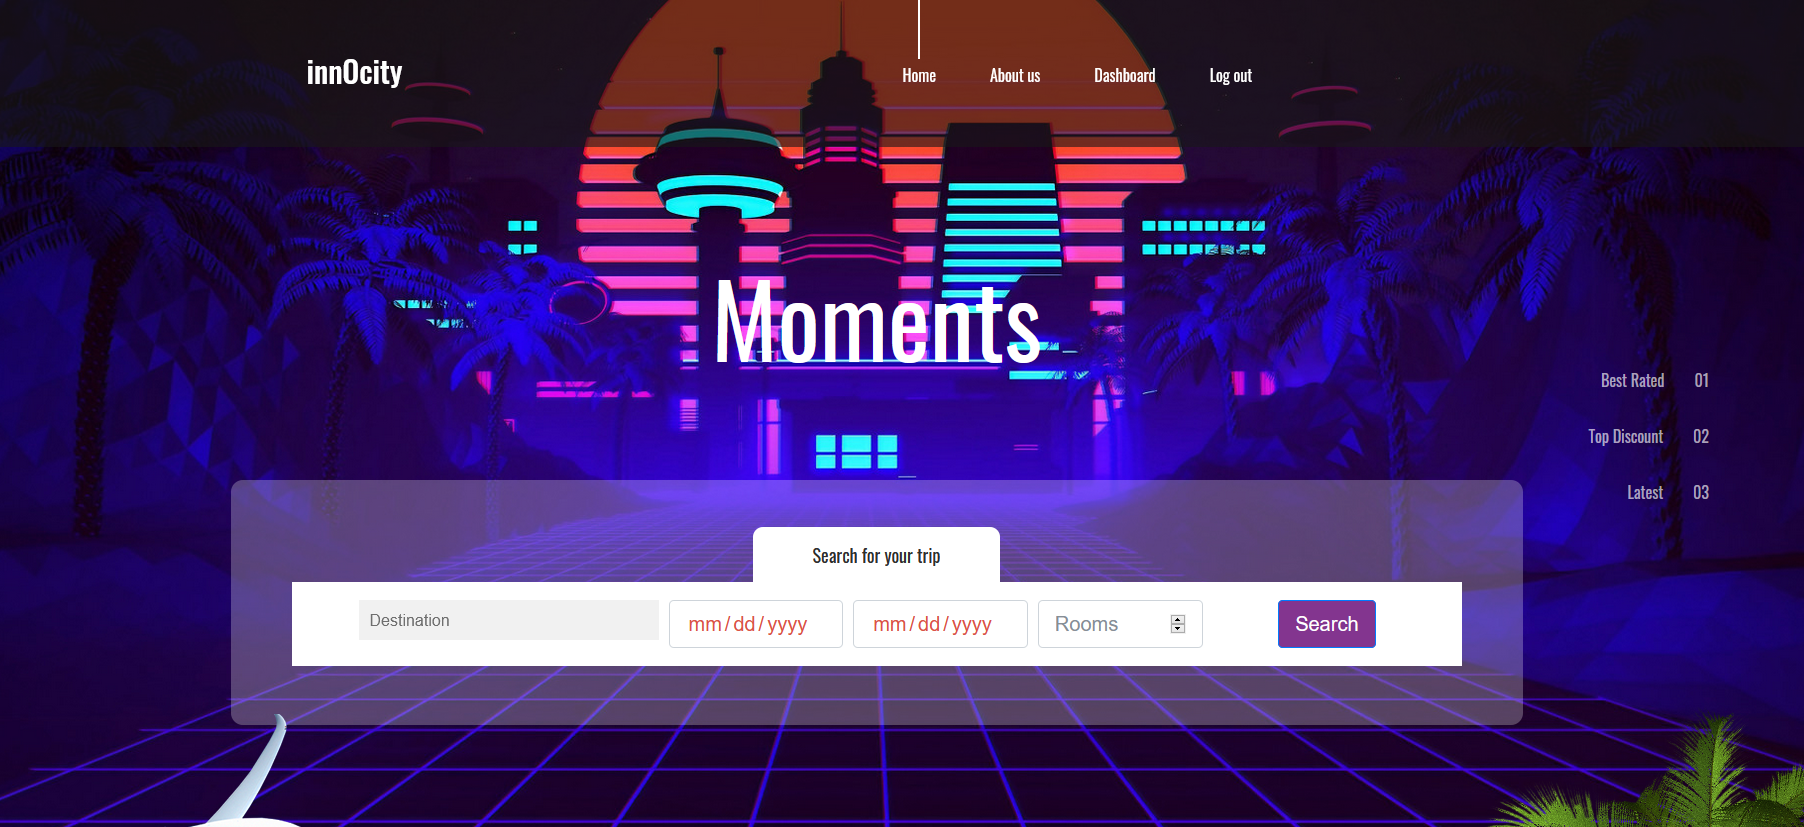 innOcity
Home
About us
Dashboard
Log out
Moments
Best Rated 01
Top Discount 02
Latest 03
Search for your trip
Destination
mm/dd/yyyy
mm/dd/yyyy
Rooms
Search